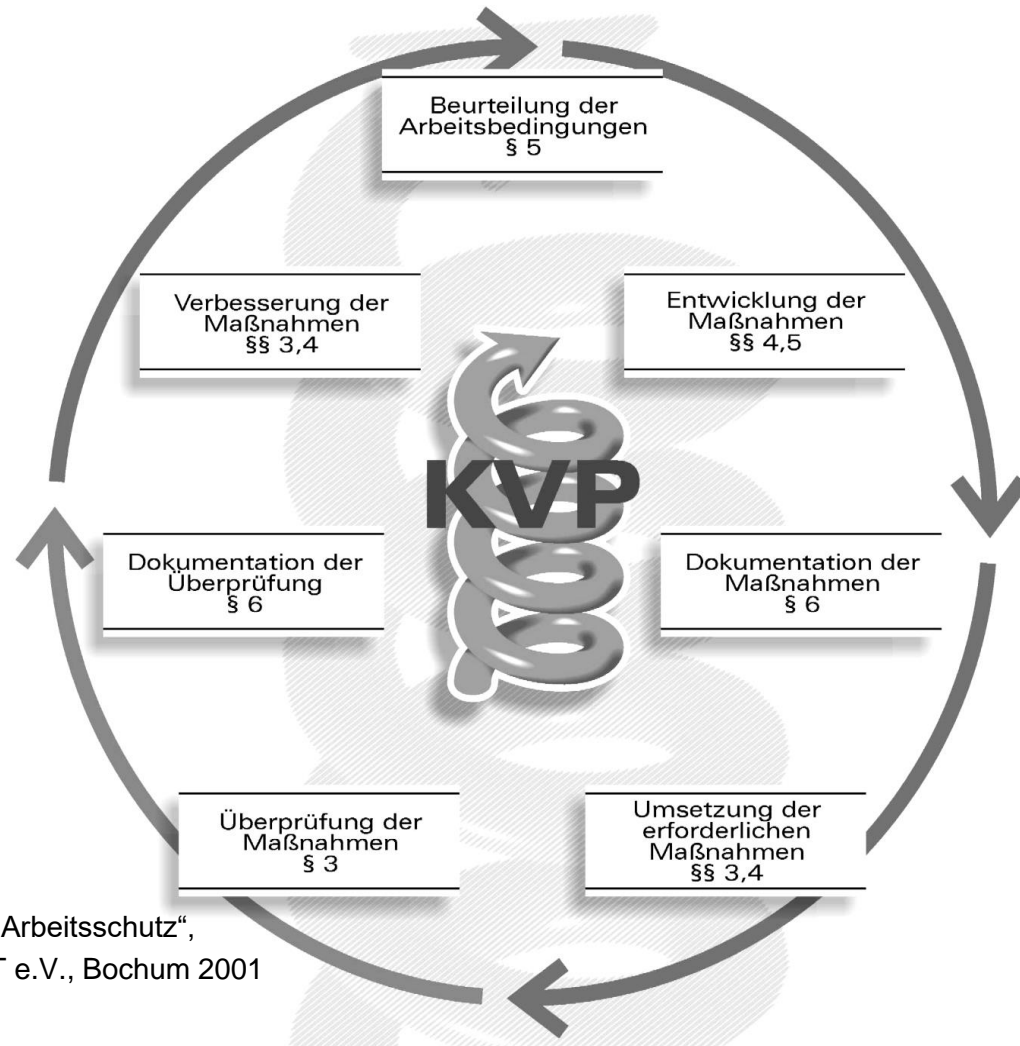 Beurteilung der
Arbeitsbedingungen
§ 5
Verbesserung der
Maßnahmen
§§ 3,4
Entwicklung der
Maßnahmen
§§ 4,5
KVP
Dokumentation der
Überprüfung
§ 6
Dokumentation der
Maßnahmen
§ 6
Überprüfung der
Maßnahmen
§ 3
Umsetzung der
erforderlichen
Maßnahmen
§§ 3,4
Arbeitsschutz“,
e.V., Bochum 2001